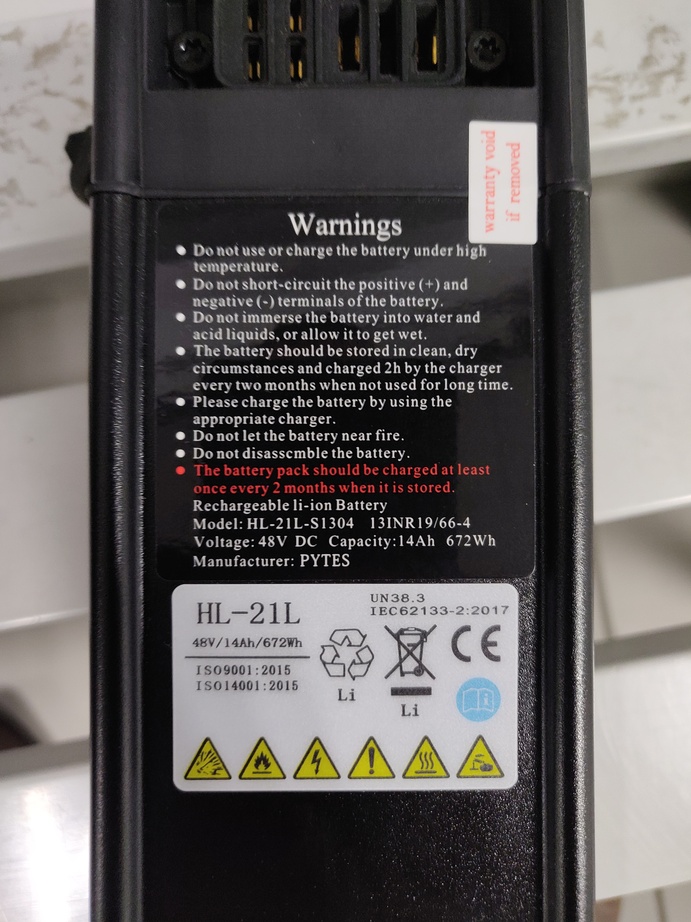 warranty void
if removed
Warnings
● Do not use or charge the battery under high
temperature.
● Do not short-circuit the positive (+) and
negative (-) terminals of the battery.
● Do not immerse the battery into water and
acid liquids, or allow it to get wet.
● The battery should be stored in clean, dry
circumstances and charged 2h by the charger
every two months when not used for long time.
● Please charge the battery by using the
appropriate charger.
● Do not let the battery near fire.
● Do not disasscmble the battery.
● The battery pack should be charged at least
once every 2 months when it is stored.
Rechargeable li-ion Battery
Model: HL-21L-S1304 13INR19/66-4
Voltage: 48V DC Capacity:14Ah 672Wh
Manufacturer: PYTES
HL-21L
48V/14Ah/672Wh
ISO9001:2015
ISO14001:2015
UN38.3
IEC62133-2:2017
Li
Li
CE